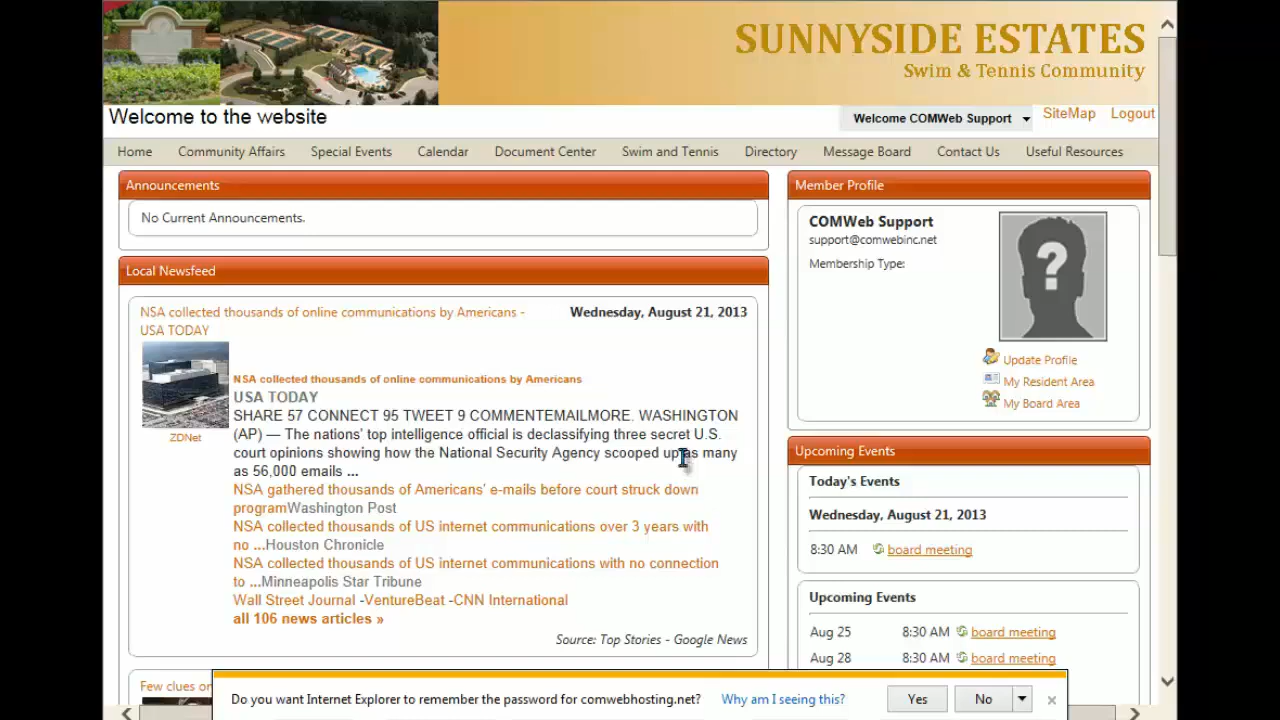 SUNNYSIDE ESTATES
Swim & Tennis Community
Welcome to the website
Welcome COMWeb Support
SiteMap
Logout
Home
Community Affairs
Special Events
Calendar
Document Center
Swim and Tennis
Directory
Message Board
Contact Us
Useful Resources
Announcements
No Current Announcements.
Local Newsfeed
NSA collected thousands of online communications by Americans -
USA TODAY
Wednesday, August 21, 2013
ZDNet
NSA collected thousands of online communications by Americans
USA TODAY
SHARE 57 CONNECT 95 TWEET 9 COMMENTEMAILMORE. WASHINGTON
(AP) — The nations' top intelligence official is declassifying three secret U.S.
court opinions showing how the National Security Agency scooped up as many
as 56,000 emails ...
NSA gathered thousands of Americans' e-mails before court struck down
programWashington Post
NSA collected thousands of US internet communications over 3 years with
no ...Houston Chronicle
NSA collected thousands of US internet communications with no connection
to ...Minneapolis Star Tribune
Wall Street Journal -VentureBeat -CNN International
all 106 news articles »
Source: Top Stories - Google News
Few clues on
Member Profile
COMWeb Support
support@comwebinc.net
Membership Type:
?
Update Profile
My Resident Area
My Board Area
Upcoming Events
Today's Events
Wednesday, August 21, 2013
8:30 AM board meeting
Upcoming Events
Aug 25 8:30 AM board meeting
Aug 28 8:30 AM board meeting
Do you want Internet Explorer to remember the password for comwebhosting.net? Why am I seeing this? Yes No